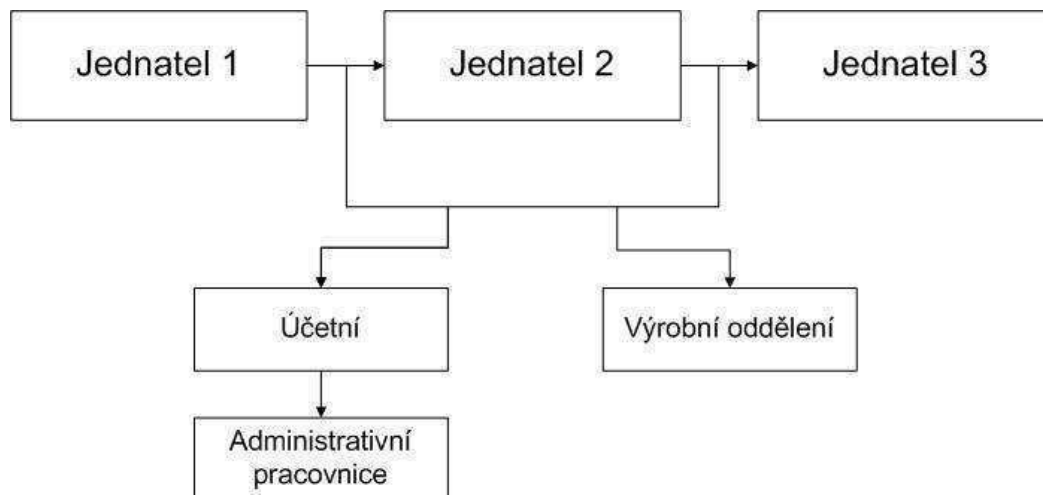 Jednatel 1
Jednatel 2
Jednatel 3
Účetní
Výrobní oddělení
Administrativní
pracovnice